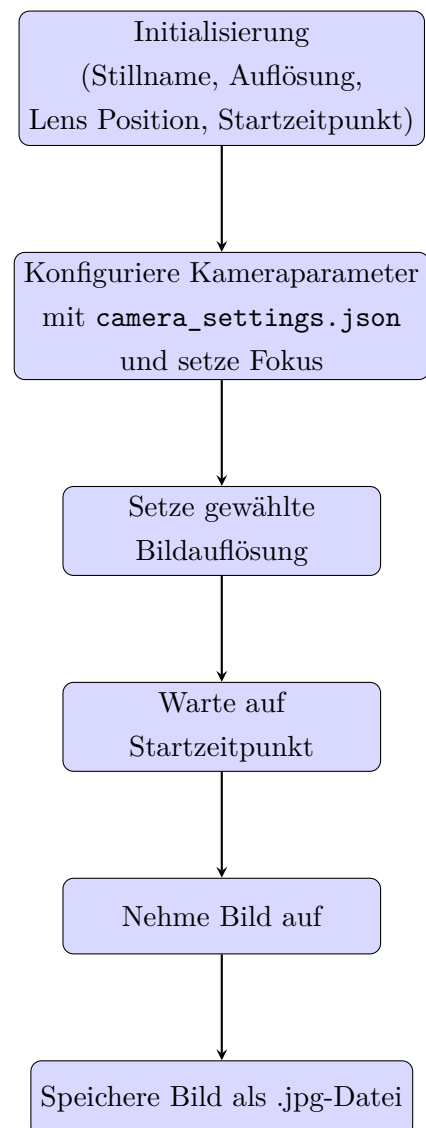 Initialisierung
(Stillname, Auflösung,
Lens Position, Startzeitpunkt)
Konfiguriere Kameraparameter
mit camera_settings.json
und setze Fokus
Setze gewählte
Bildauflösung
Warte auf
Startzeitpunkt
Nehme Bild auf
Speichere Bild als .jpg-Datei